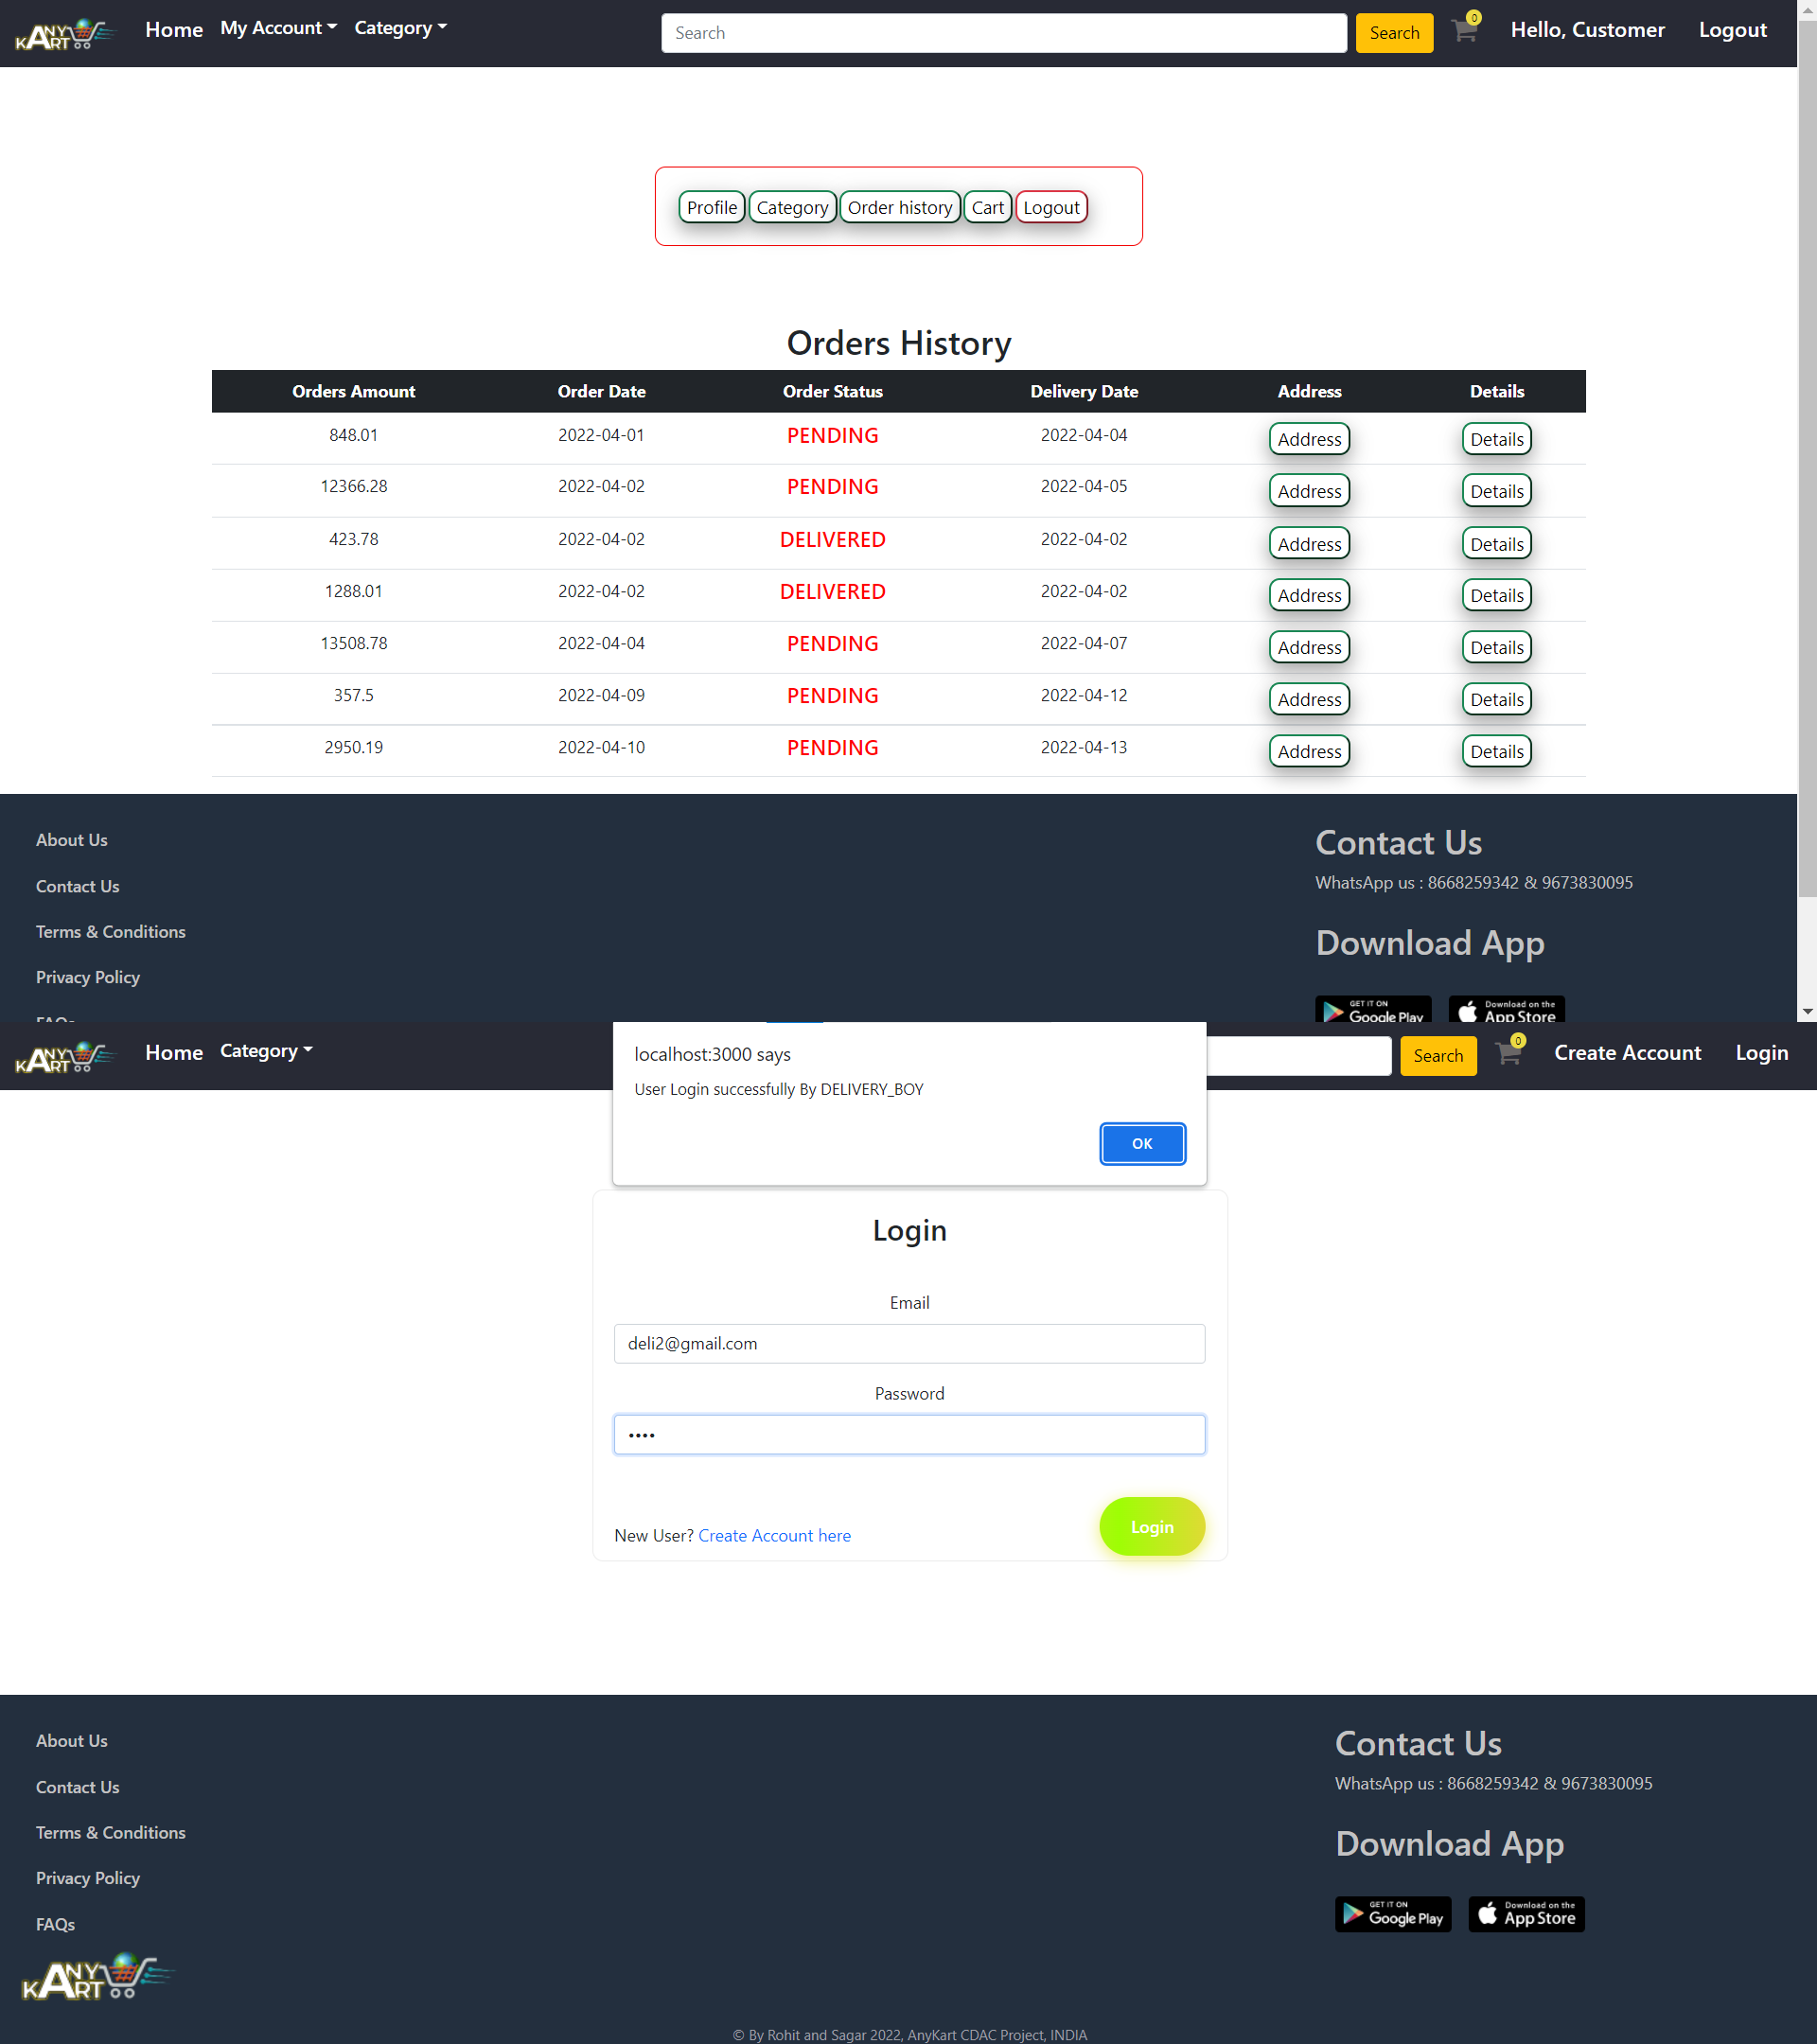 ANY KART Home My Account Category Search Search 0 Hello, Customer Logout
Profile Category Order history Cart Logout
Orders History
Orders Amount Order Date Order Status Delivery Date Address Details
848.01 2022-04-01 PENDING 2022-04-04 Address Details
12366.28 2022-04-02 PENDING 2022-04-05 Address Details
423.78 2022-04-02 DELIVERED 2022-04-02 Address Details
1288.01 2022-04-02 DELIVERED 2022-04-02 Address Details
13508.78 2022-04-04 PENDING 2022-04-07 Address Details
357.5 2022-04-09 PENDING 2022-04-12 Address Details
2950.19 2022-04-10 PENDING 2022-04-13 Address Details
About Us
Contact Us
Terms & Conditions
Privacy Policy
FAQs
Contact Us
WhatsApp us : 8668259342 & 9673830095
Download App
GET IT ON Google Play
Download on the App Store
ANY KART Home Category Search 0 Create Account Login
localhost:3000 says
User Login successfully By DELIVERY_BOY
OK
Login
Email
deli2@gmail.com
Password
••••
New User? Create Account here
Login
About Us
Contact Us
Terms & Conditions
Privacy Policy
FAQs
ANY KART
Contact Us
WhatsApp us : 8668259342 & 9673830095
Download App
GET IT ON Google Play
Download on the App Store
© By Rohit and Sagar 2022, AnyKart CDAC Project, INDIA